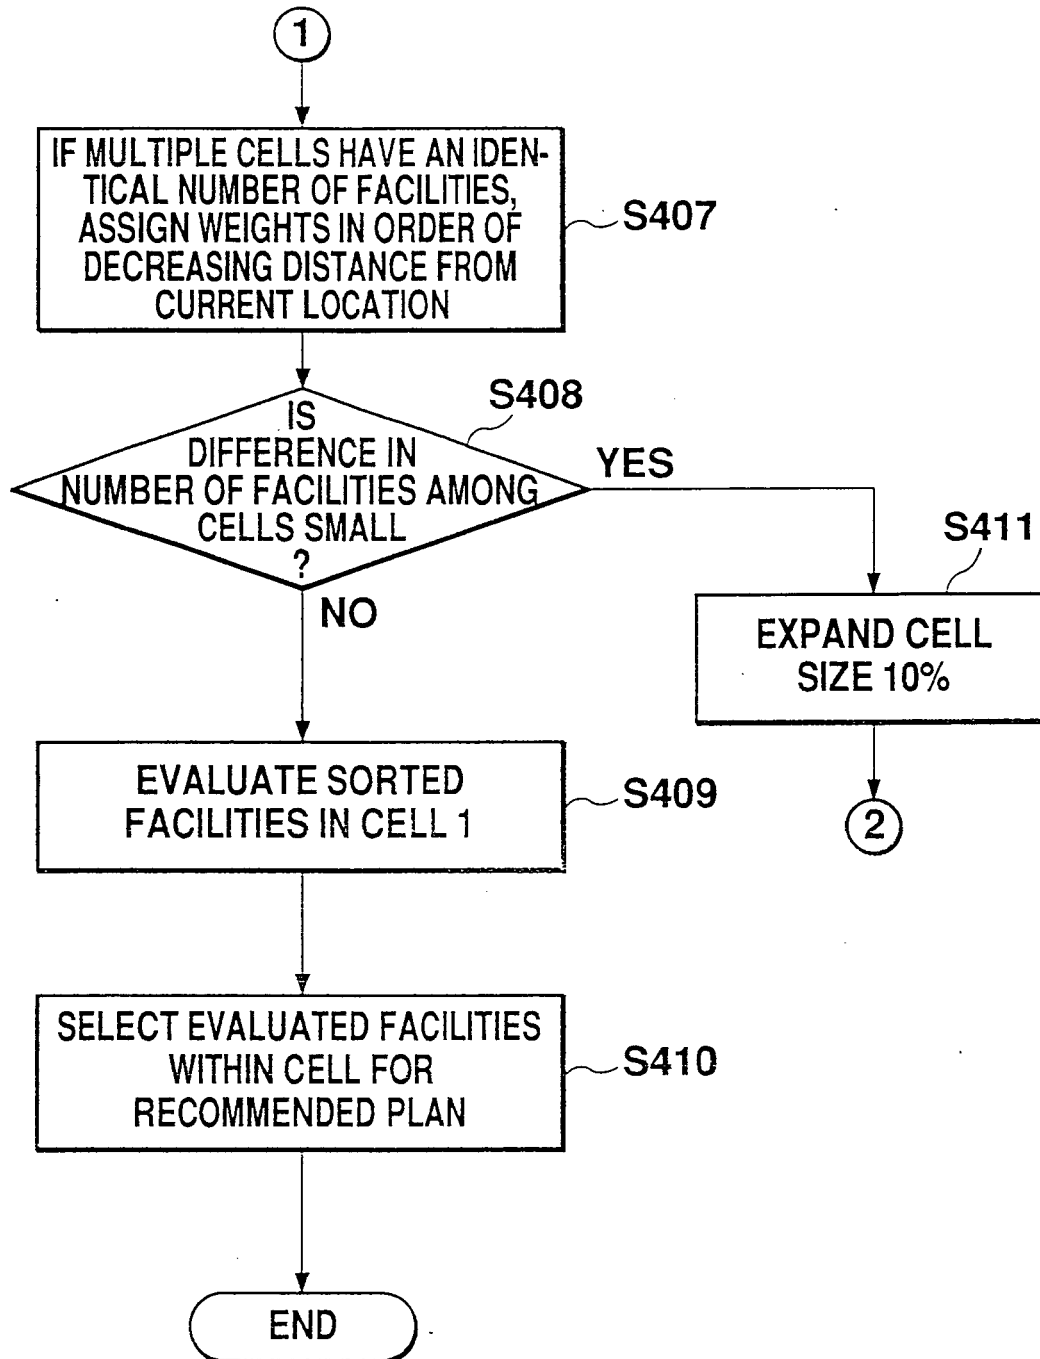 1
IF MULTIPLE CELLS HAVE AN IDEN-
TICAL NUMBER OF FACILITIES,
ASSIGN WEIGHTS IN ORDER OF
DECREASING DISTANCE FROM
CURRENT LOCATION
S407
S408
IS
DIFFERENCE IN
NUMBER OF FACILITIES AMONG
CELLS SMALL
?
YES
NO
S411
EXPAND CELL
SIZE 10%
2
EVALUATE SORTED
FACILITIES IN CELL 1
S409
SELECT EVALUATED FACILITIES
WITHIN CELL FOR
RECOMMENDED PLAN
S410
END